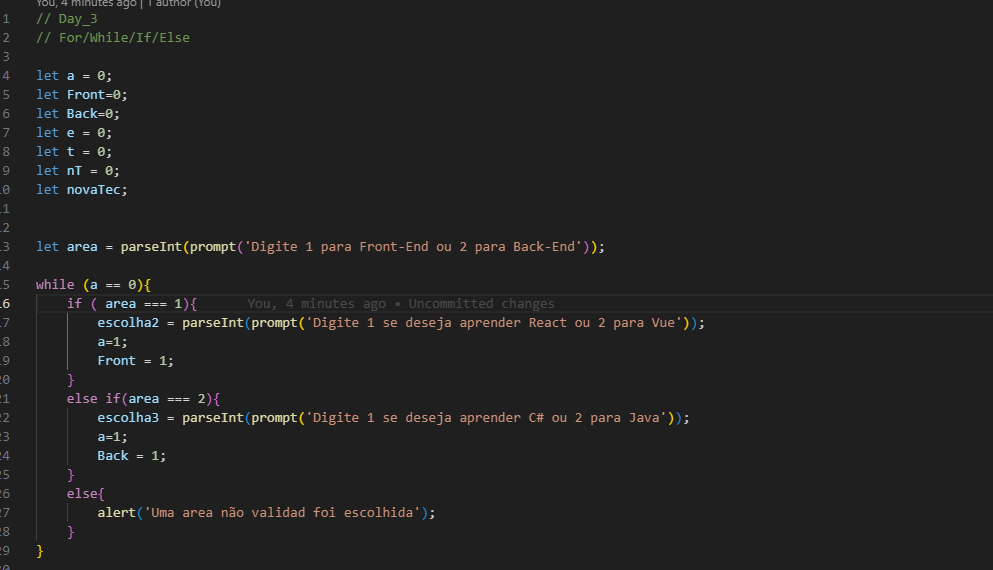 You, 4 minutes ago | 1 author (You)
1 // Day_3
2 // For/While/If/Else
3
4 let a = 0;
5 let Front=0;
6 let Back=0;
7 let e = 0;
8 let t = 0;
9 let nT = 0;
10 let novaTec;
11
12
13 let area = parseInt(prompt('Digite 1 para Front-End ou 2 para Back-End'));
14
15 while (a == 0){
16 if ( area === 1){ You, 4 minutes ago • Uncommitted changes
17 escolha2 = parseInt(prompt('Digite 1 se deseja aprender React ou 2 para Vue'));
18 a=1;
19 Front = 1;
20 }
21 else if(area === 2){
22 escolha3 = parseInt(prompt('Digite 1 se deseja aprender C# ou 2 para Java'));
23 a=1;
24 Back = 1;
25 }
26 else{
27 alert('Uma area não validad foi escolhida');
28 }
29 }
30